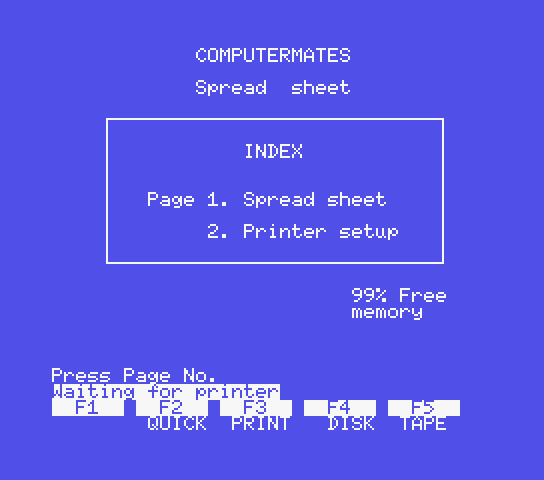 COMPUTERMATES
Spread  sheet
INDEX
Page 1. Spread sheet
2. Printer setup
99% Free
memory
Press Page No.
Waiting for printer
F1 F2 F3 F4 F5
QUICK PRINT DISK TAPE